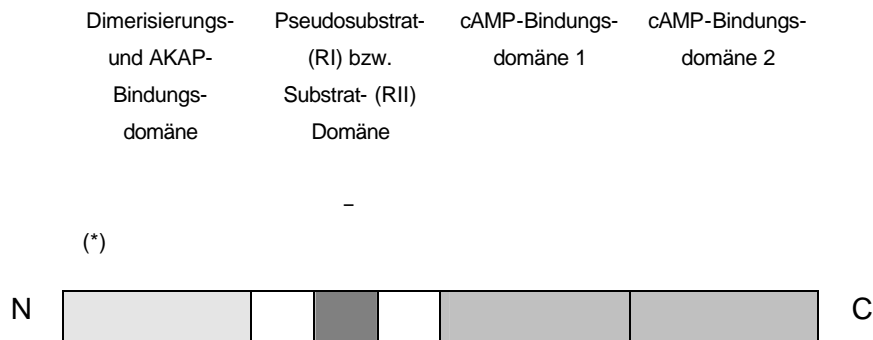 Dimerisierungs-
und AKAP-
Bindungs-
domäne
Pseudosubstrat-
(RI) bzw.
Substrat- (RII)
Domäne
cAMP-Bindungs-
domäne 1
cAMP-Bindungs-
domäne 2
–
(*)
N
C